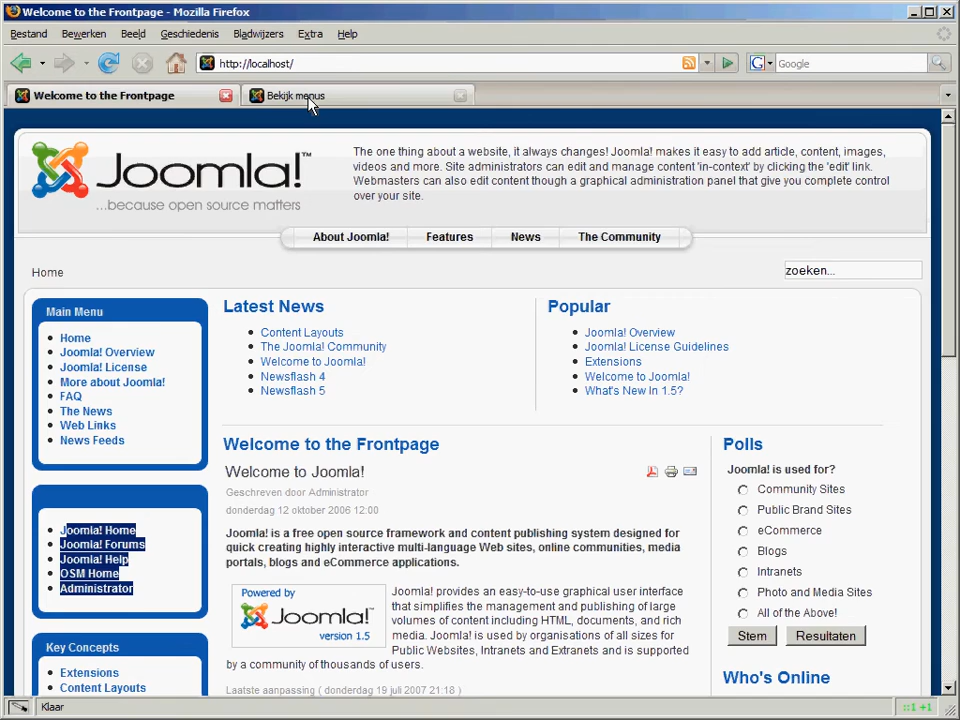 Welcome to the Frontpage - Mozilla Firefox
Bestand Bewerken Beeld Geschiedenis Bladwijzers Extra Help
http://localhost/
Google
Welcome to the Frontpage
Bekijk menus
Joomla!™
...because open source matters
The one thing about a website, it always changes! Joomla! makes it easy to add article, content, images,
videos and more. Site administrators can edit and manage content 'in-context' by clicking the 'edit' link.
Webmasters can also edit content though a graphical administration panel that give you complete control
over your site.
About Joomla! Features News The Community
Home
zoeken...
Main Menu
Home
Joomla! Overview
Joomla! License
More about Joomla!
FAQ
The News
Web Links
News Feeds
Joomla! Home
Joomla! Forums
Joomla! Help
OSM Home
Administrator
Key Concepts
Extensions
Content Layouts
Latest News
Content Layouts
The Joomla! Community
Welcome to Joomla!
Newsflash 4
Newsflash 5
Popular
Joomla! Overview
Joomla! License Guidelines
Extensions
Welcome to Joomla!
What's New In 1.5?
Welcome to the Frontpage
Welcome to Joomla!
Geschreven door Administrator
donderdag 12 oktober 2006 12:00
Joomla! is a free open source framework and content publishing system designed for
quick creating highly interactive multi-language Web sites, online communities, media
portals, blogs and eCommerce applications.
Powered by
Joomla!™
version 1.5
Joomla! provides an easy-to-use graphical user interface
that simplifies the management and publishing of large
volumes of content including HTML, documents, and rich
media. Joomla! is used by organisations of all sizes for
Public Websites, Intranets and Extranets and is supported
by a community of thousands of users.
Laatste aanpassing ( donderdag 19 juli 2007 21:18 )
Polls
Joomla! is used for?
Community Sites
Public Brand Sites
eCommerce
Blogs
Intranets
Photo and Media Sites
All of the Above!
Stem Resultaten
Who's Online
Klaar
::1 +1